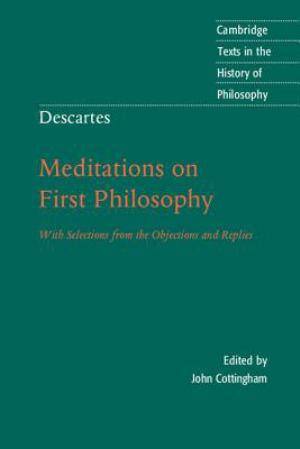 Cambridge
Texts in the
History of
Philosophy
Descartes
Meditations on
First Philosophy
With Selections from the Objections and Replies
Edited by
John Cottingham